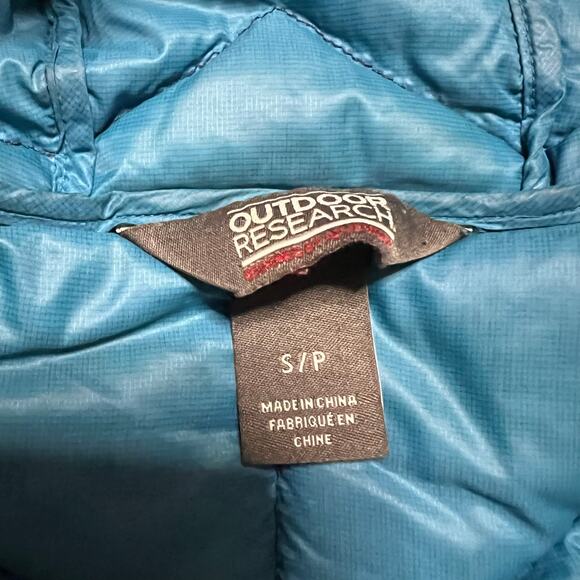 OUTDOOR
RESEARCH
S/P
MADE IN CHINA
FABRIQUÉ EN
CHINE